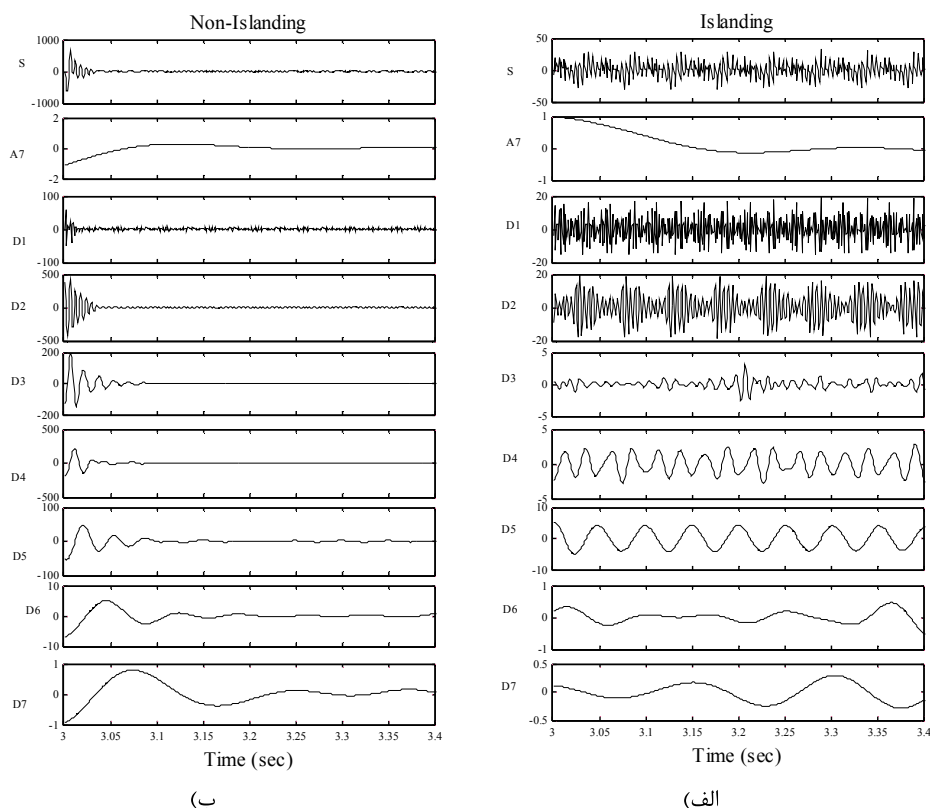 Non-Islanding
S
1000
0
-1000
A7
2
0
-2
D1
100
0
-100
D2
500
0
-500
D3
200
0
-200
D4
500
0
-500
D5
100
0
-100
D6
10
0
-10
D7
1
0
-1
3 3.05 3.1 3.15 3.2 3.25 3.3 3.35 3.4
Time (sec)
ب)
Islanding
S
50
0
-50
A7
1
0
-1
D1
20
0
-20
D2
20
0
-20
D3
5
0
-5
D4
5
0
-5
D5
10
0
-10
D6
1
0
-1
D7
0.5
0
-0.5
3 3.05 3.1 3.15 3.2 3.25 3.3 3.35 3.4
Time (sec)
الف)